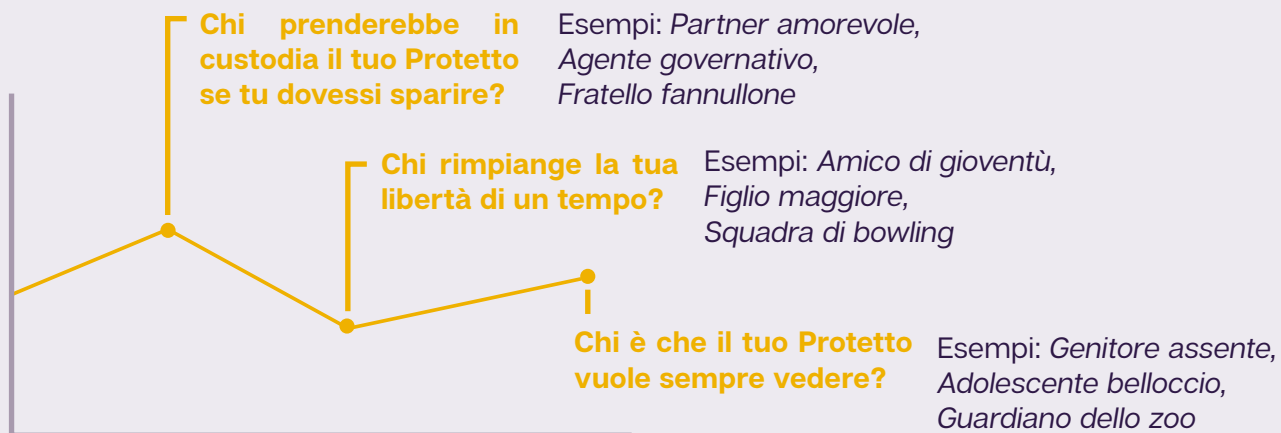 Chi prenderebbe in
custodia il tuo Protetto
se tu dovessi sparire?
Esempi: Partner amorevole,
Agente governativo,
Fratello fannullone
Chi rimpiange la tua
libertà di un tempo?
Esempi: Amico di gioventù,
Figlio maggiore,
Squadra di bowling
Chi è che il tuo Protetto
vuole sempre vedere?
Esempi: Genitore assente,
Adolescente belloccio,
Guardiano dello zoo